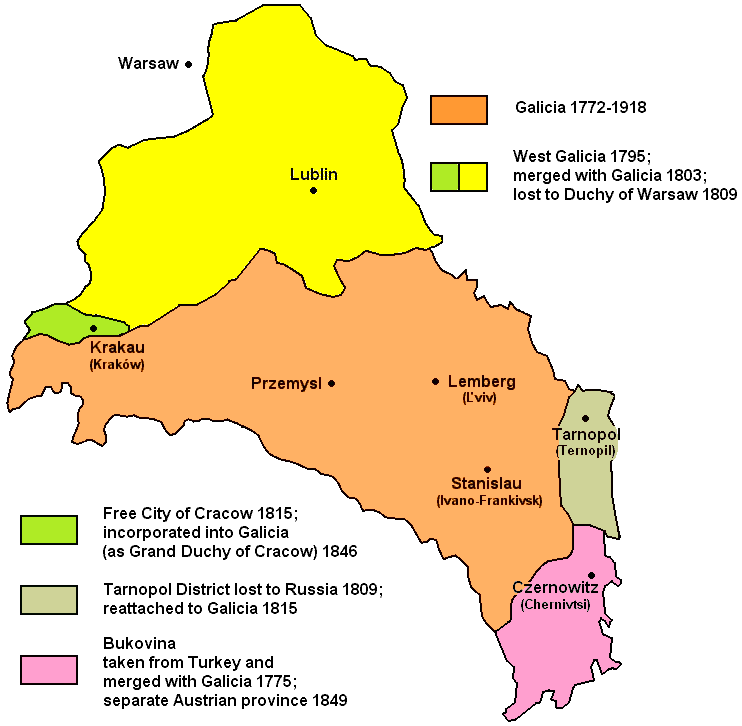 Warsaw
Galicia 1772-1918
West Galicia 1795;
merged with Galicia 1803;
lost to Duchy of Warsaw 1809
Lublin
Krakau
(Kraków)
Przemysl
Lemberg
(L'viv)
Tarnopol
(Ternopil)
Stanislau
(Ivano-Frankivsk)
Czernowitz
(Chernivtsi)
Free City of Cracow 1815;
incorporated into Galicia
(as Grand Duchy of Cracow) 1846
Tarnopol District lost to Russia 1809;
reattached to Galicia 1815
Bukovina
taken from Turkey and
merged with Galicia 1775;
separate Austrian province 1849